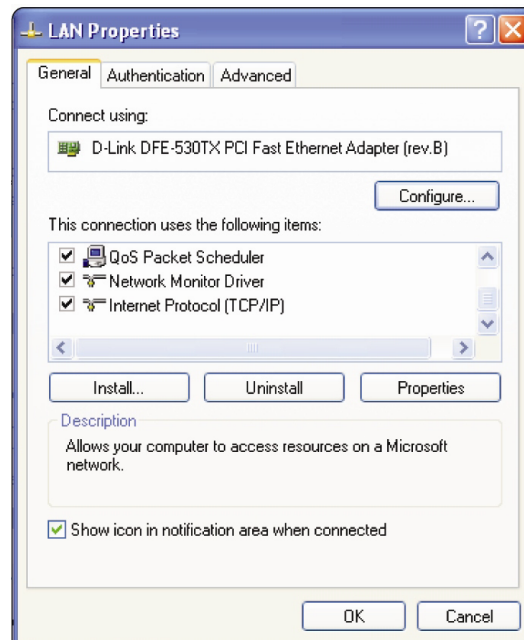 LAN Properties
General Authentication Advanced
Connect using:
D-Link DFE-530TX PCI Fast Ethernet Adapter (rev.B)
Configure...
This connection uses the following items:
QoS Packet Scheduler
Network Monitor Driver
Internet Protocol (TCP/IP)
Install... Uninstall Properties
Description
Allows your computer to access resources on a Microsoft
network.
Show icon in notification area when connected
OK Cancel